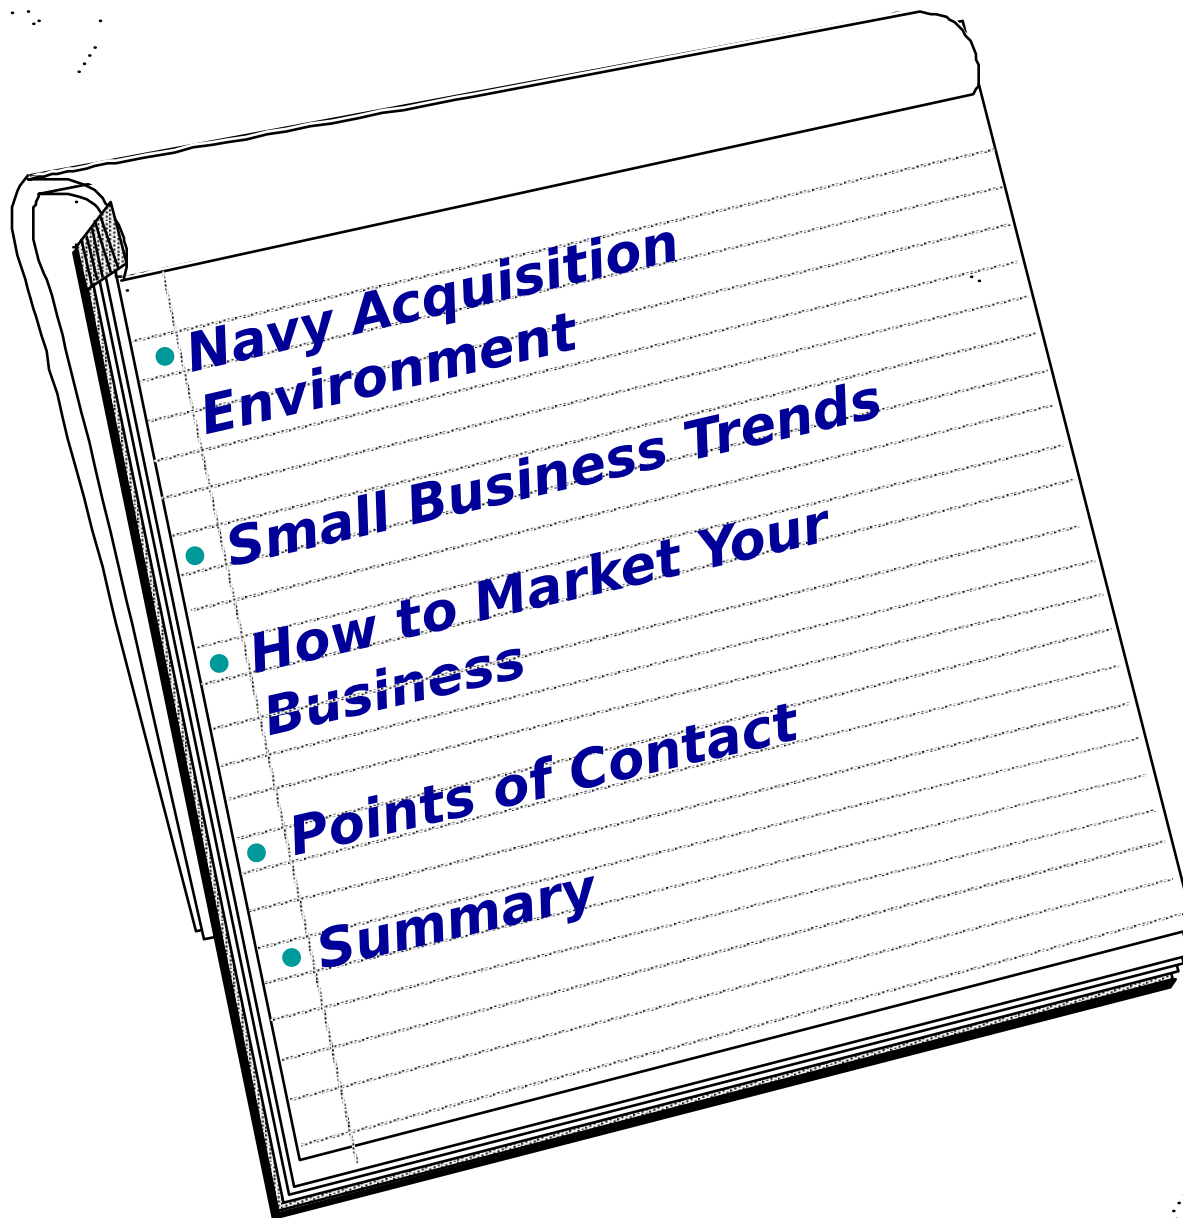 • Navy Acquisition
Environment
• Small Business Trends
• How to Market Your
Business
• Points of Contact
• Summary